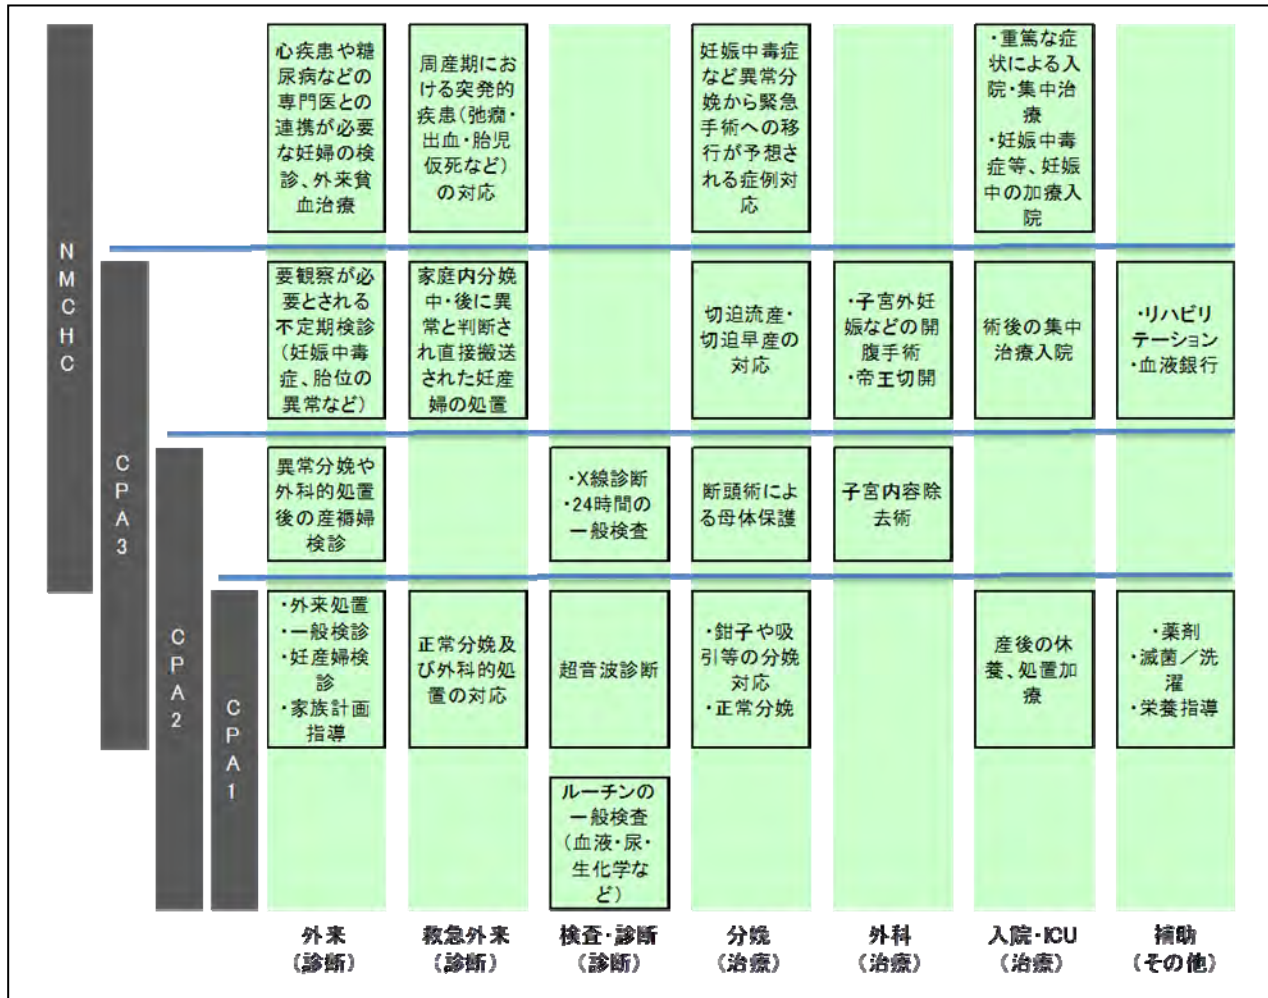 NMCHC
CPA3
CPA2
CPA1
心疾患や糖
尿病などの
専門医との
連携が必要
な妊婦の検
診、外来貧
血治療
周産期にお
ける突発的
疾患(弛癇・
出血・胎児
仮死など)
の対応
妊娠中毒症
など異常分
娩から緊急
手術への移
行が予想さ
れる症例対
応
・重篤な症
状による入
院・集中治
療
・妊娠中毒
症等、妊娠
中の加療入
院
要観察が必
要とされる
不定期検診
(妊娠中毒
症、胎位の
異常など)
家庭内分娩
中・後に異
常と判断さ
れ直接搬送
された妊産
婦の処置
切迫流産・
切迫早産の
対応
・子宮外妊
娠などの開
腹手術
・帝王切開
術後の集中
治療入院
・リハビリ
テーション
・血液銀行
異常分娩や
外科的処置
後の産褥婦
検診
・X線診断
・24時間の
一般検査
断頭術によ
る母体保護
子宮内容除
去術
・外来処置
・一般検診
・妊産婦検
診
・家族計画
指導
正常分娩及
び外科的処
置の対応
超音波診断
・鉗子や吸
引等の分娩
対応
・正常分娩
産後の休
養、処置加
療
・薬剤
・滅菌/洗
濯
・栄養指導
ルーチンの
一般検査
(血液・尿・
生化学な
ど)
外来
(診断)
救急外来
(診断)
検査・診断
(診断)
分娩
(治療)
外科
(治療)
入院・ICU
(治療)
補助
(その他)